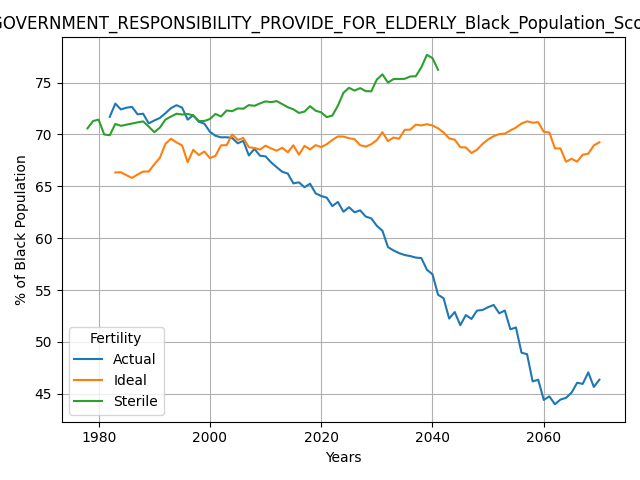 GOVERNMENT_RESPONSIBILITY_PROVIDE_FOR_ELDERLY_Black_Population_Sco
% of Black Population
75
70
65
60
55
50
45
Fertility
Actual
Ideal
Sterile
1980
2000
2020
2040
2060
Years